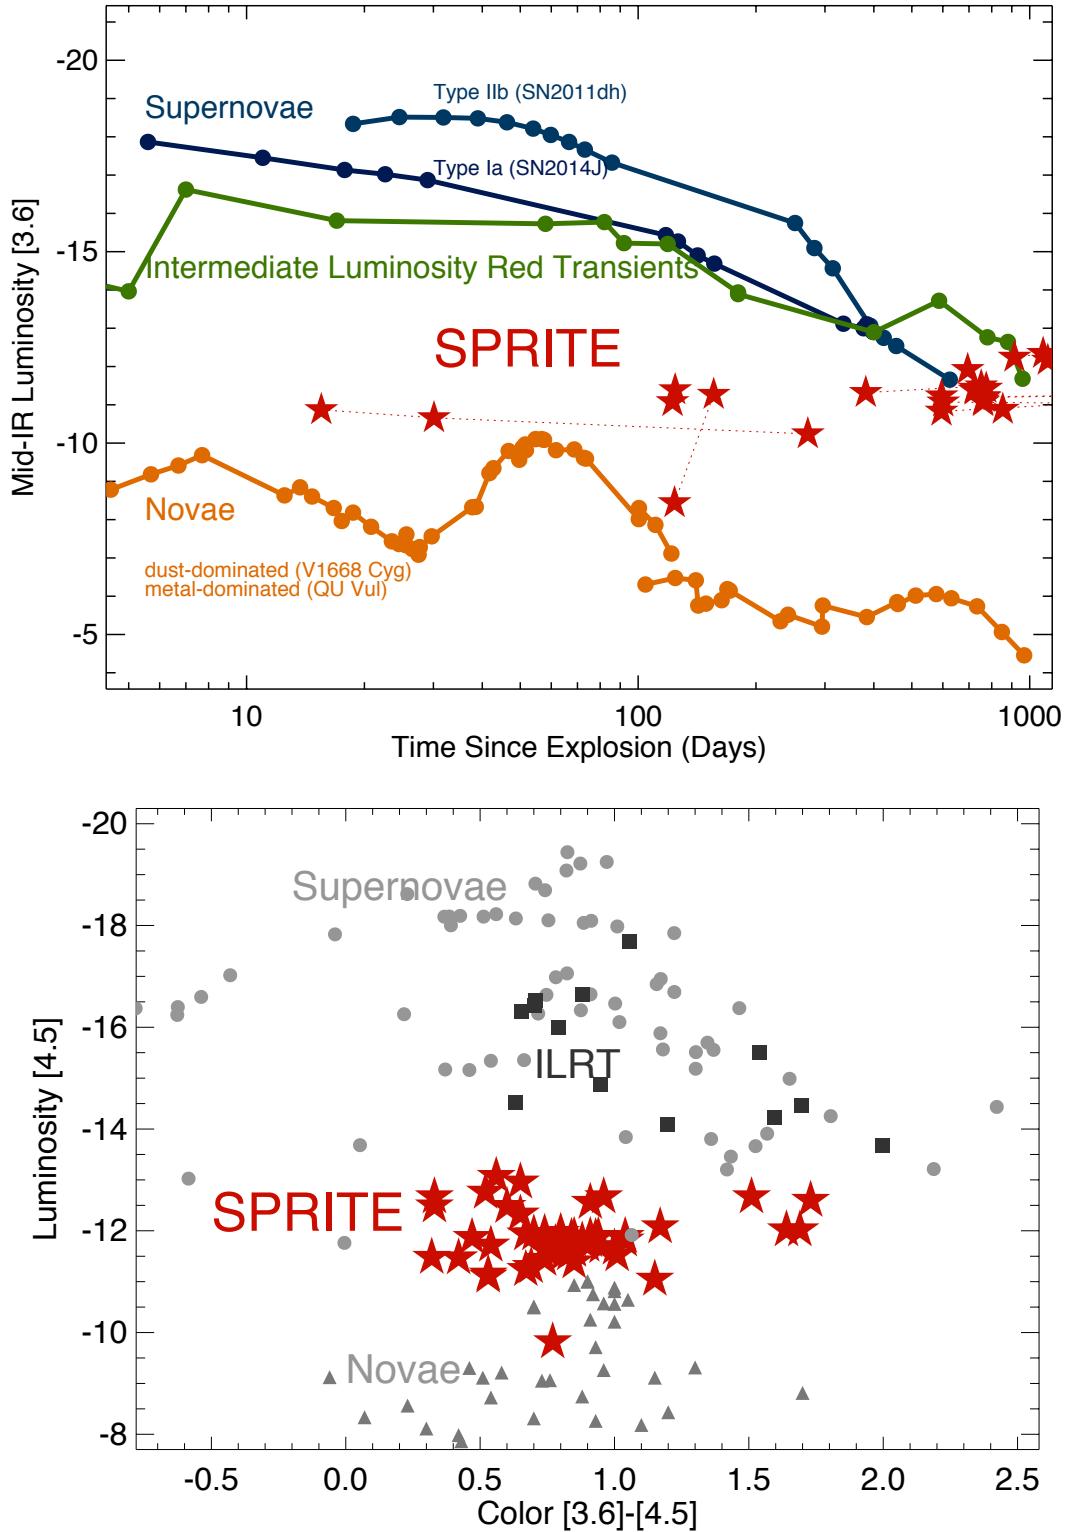 -20
Type IIb (SN2011dh)
Supernovae
Type Ia (SN2014J)
-15
Intermediate Luminosity Red Transients
SPRITE
-10
Novae
dust-dominated (V1668 Cyg)
metal-dominated (QU Vul)
-5
Mid-IR Luminosity [3.6]
10 100 1000
Time Since Explosion (Days)
-20
Supernovae
-18
-16
ILRT
-14
SPRITE
-12
-10
Novae
-8
Luminosity [4.5]
-0.5 0.0 0.5 1.0 1.5 2.0 2.5
Color [3.6]-[4.5]